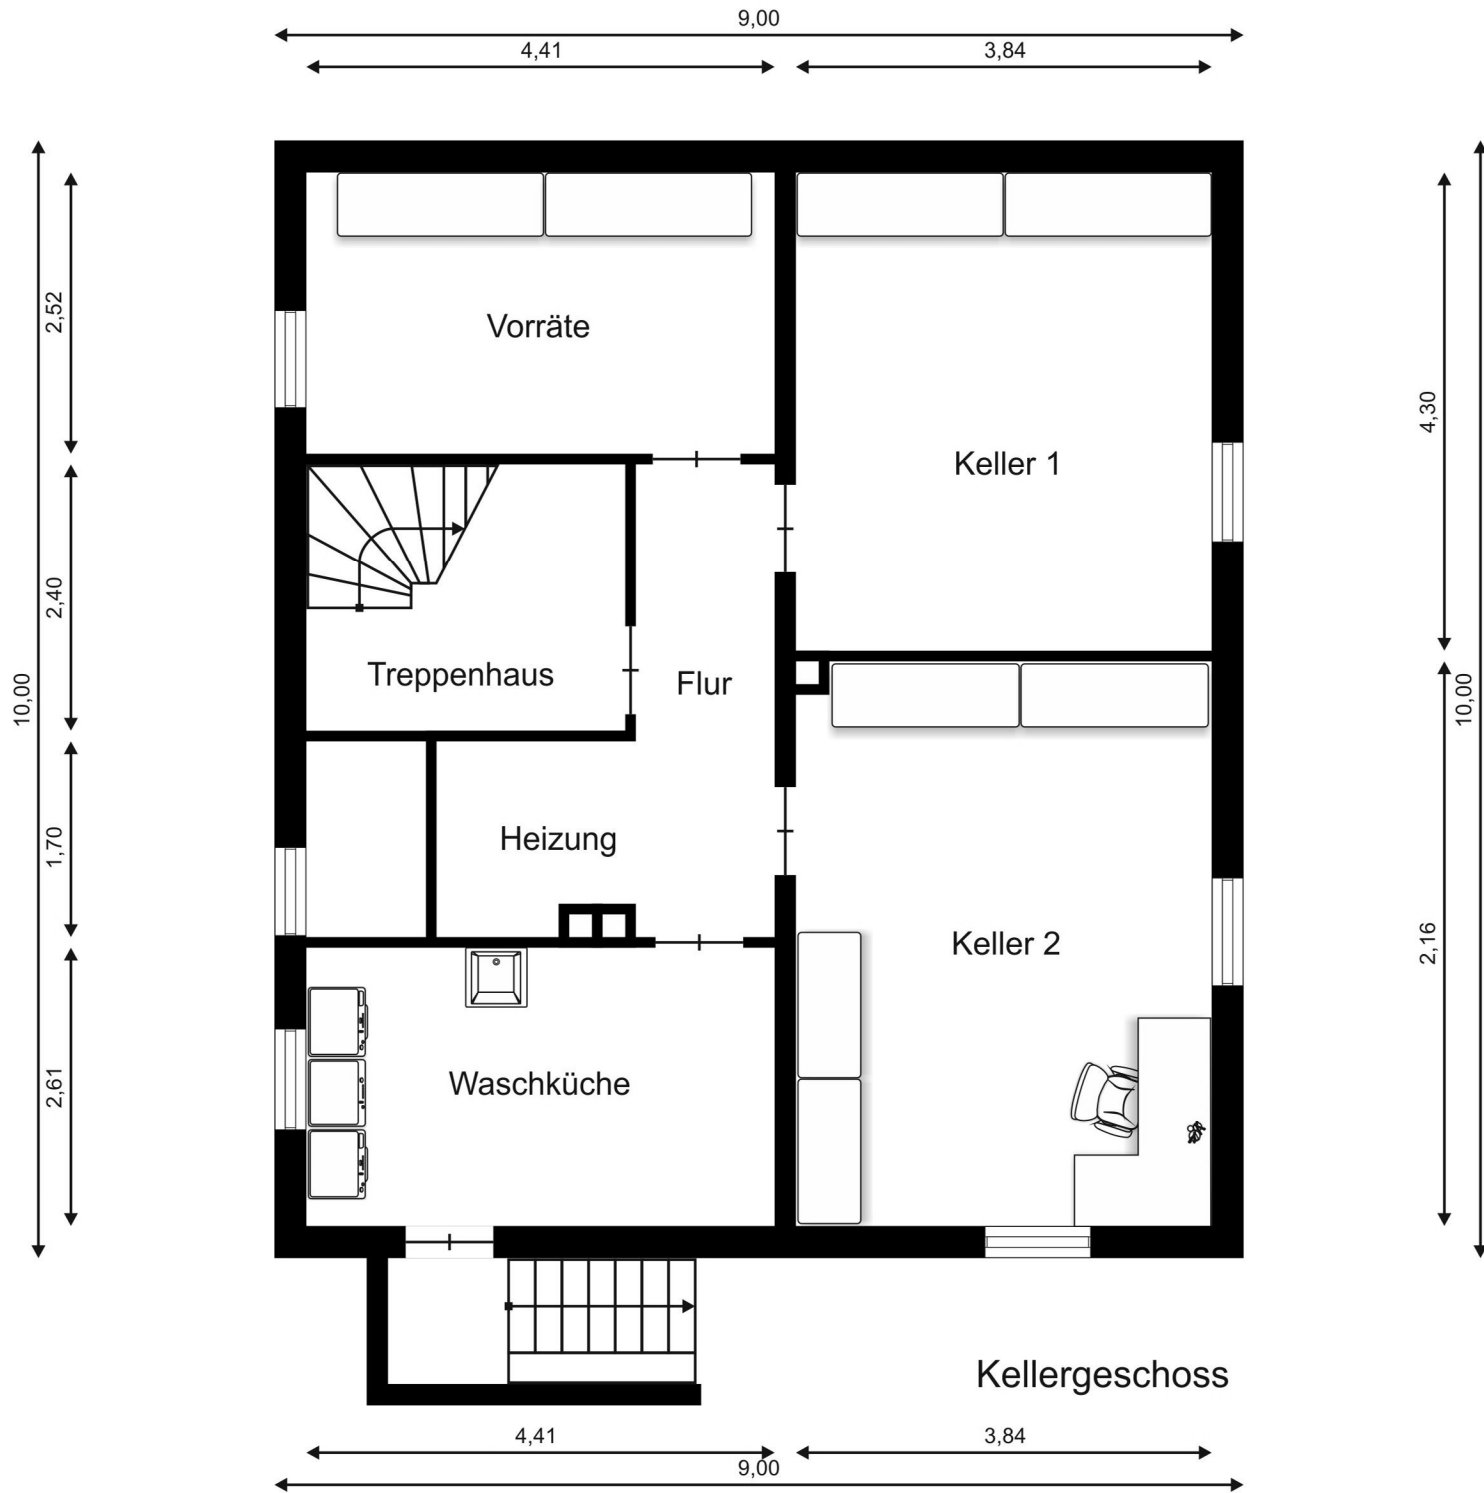 9,00
4,41
3,84
2,52
Vorräte
4,30
Keller 1
2,40
Treppenhaus
Flur
10,00
10,00
1,70
Heizung
2,16
Keller 2
2,61
Waschküche
Kellergeschoss
4,41
3,84
9,00